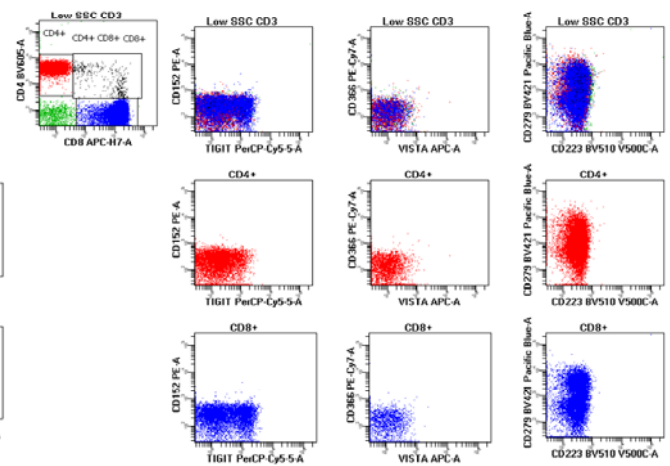 Low SSC CD3
CD4+
CD4+ CD8+
CD8+
CD4 BV605-A
CD8 APC-H7-A
Low SSC CD3
CD152 PE-A
TIGIT PerCP-Cy5-5-A
Low SSC CD3
CD366 PE-Cy7-A
VISTA APC-A
Low SSC CD3
CD279 BV421 Pacific Blue-A
CD223 BV510 V500C-A
CD4+
CD152 PE-A
TIGIT PerCP-Cy5-5-A
CD4+
CD366 PE-Cy7-A
VISTA APC-A
CD4+
CD279 BV421 Pacific Blue-A
CD223 BV510 V500C-A
CD8+
CD152 PE-A
TIGIT PerCP-Cy5-5-A
CD8+
CD366 PE-Cy7-A
VISTA APC-A
CD8+
CD279 BV421 Pacific Blue-A
CD223 BV510 V500C-A